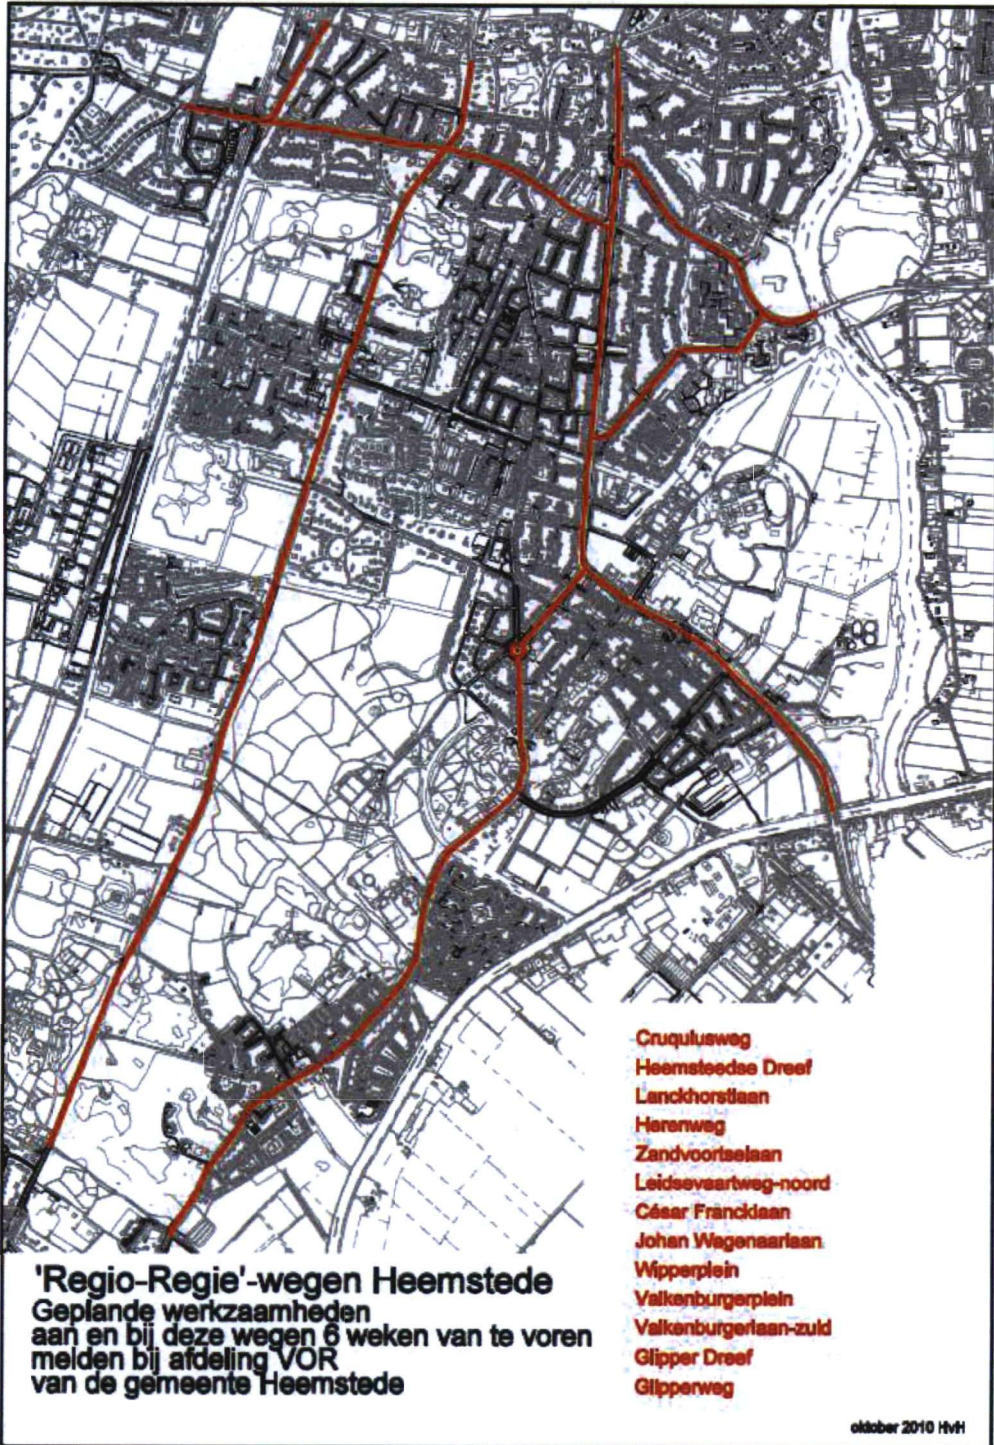 'Regio-Regie'-wegen Heemstede
Geplande werkzaamheden
aan en bij deze wegen 6 weken van te voren
melden bij afdeling VOR
van de gemeente Heemstede
Cruquiusweg
Heemsteedse Dreef
Lanckhorstlaan
Herenweg
Zandvoortselaan
Leidsevaartweg-noord
César Francklaan
Johan Wagenaarlaan
Wipperplein
Valkenburgerplein
Valkenburgerlaan-zuid
Glipper Dreef
Glipperweg
oktober 2010 HvH